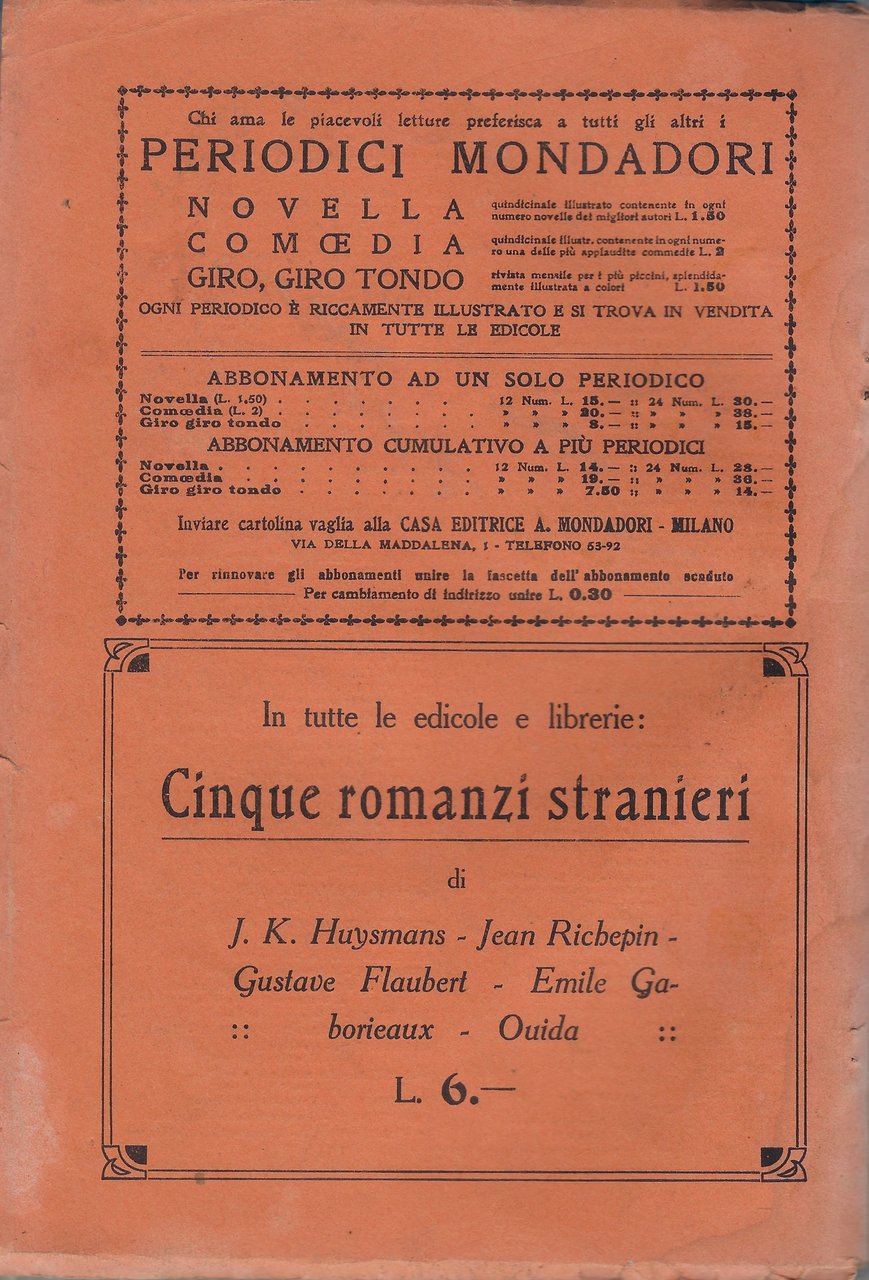 Chi ama le piacevoli letture preferisca a tutti gli altri i
PERIODICI MONDADORI
NOVELLA quindicinale illustrato contenente in ogni
numero novelle dei migliori autori L. 1.50
COMŒDIA quindicinale illustr. contenente in ogni nume-
ro una delle più applaudite commedie L. 2
GIRO, GIRO TONDO rivista mensile per i più piccini, splendida-
mente illustrata a colori L. 1.50
OGNI PERIODICO È RICCAMENTE ILLUSTRATO E SI TROVA IN VENDITA
IN TUTTE LE EDICOLE
ABBONAMENTO AD UN SOLO PERIODICO
Novella (L. 1,50) . . . . . . . 12 Num. L. 15.— :: 24 Num. L. 30.—
Comœdia (L. 2) . . . . . . . » » » 20.— :: » » » 38.—
Giro giro tondo . . . . . . . » » » 8.— :: » » » 15.—
ABBONAMENTO CUMULATIVO A PIÙ PERIODICI
Novella . . . . . . . . . . 12 Num. L. 14.— :: 24 Num. L. 28.—
Comœdia . . . . . . . . . » » » 19.— :: » » » 36.—
Giro giro tondo . . . . . . . » » » 7.50 :: » » » 14.—
Inviare cartolina vaglia alla CASA EDITRICE A. MONDADORI - MILANO
VIA DELLA MADDALENA, 1 - TELEFONO 53-92
Per rinnovare gli abbonamenti unire la fascetta dell'abbonamento scaduto
Per cambiamento di indirizzo unire L. 0.30
In tutte le edicole e librerie:
Cinque romanzi stranieri
di
J. K. Huysmans - Jean Richepin -
Gustave Flaubert - Emile Ga-
:: borieaux - Ouida ::
L. 6.—